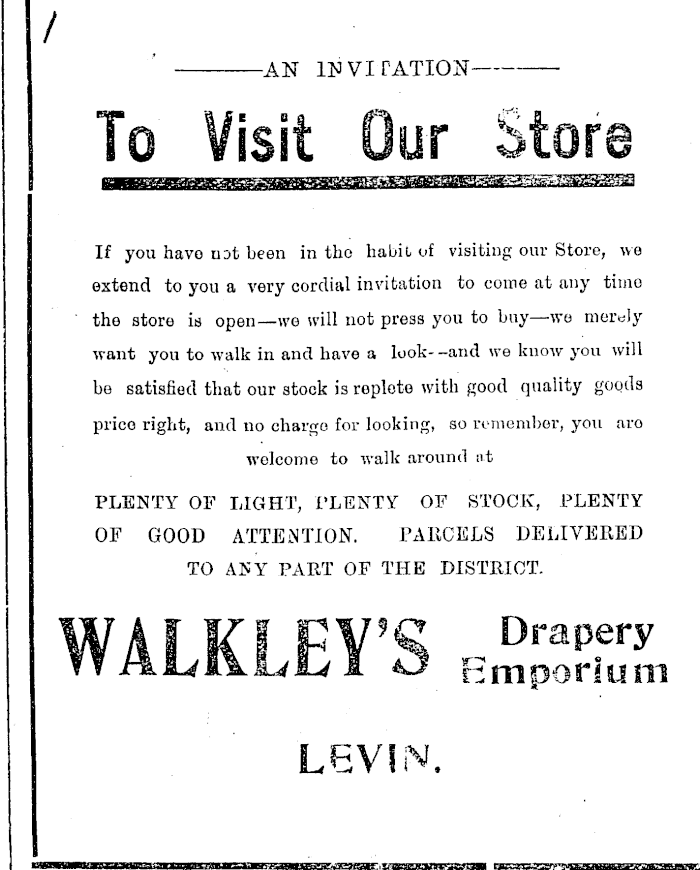 AN INVITATION
To Visit Our Store
If you have not been in the habit of visiting our Store, we
extend to you a very cordial invitation to come at any time
the store is open—we will not press you to buy—we merely
want you to walk in and have a look--and we know you will
be satisfied that our stock is replete with good quality goods
price right, and no charge for looking, so remember, you are
welcome to walk around at
PLENTY OF LIGHT, PLENTY OF STOCK, PLENTY
OF GOOD ATTENTION. PARCELS DELIVERED
TO ANY PART OF THE DISTRICT.
WALKLEY'S Drapery
Emporium
LEVIN.